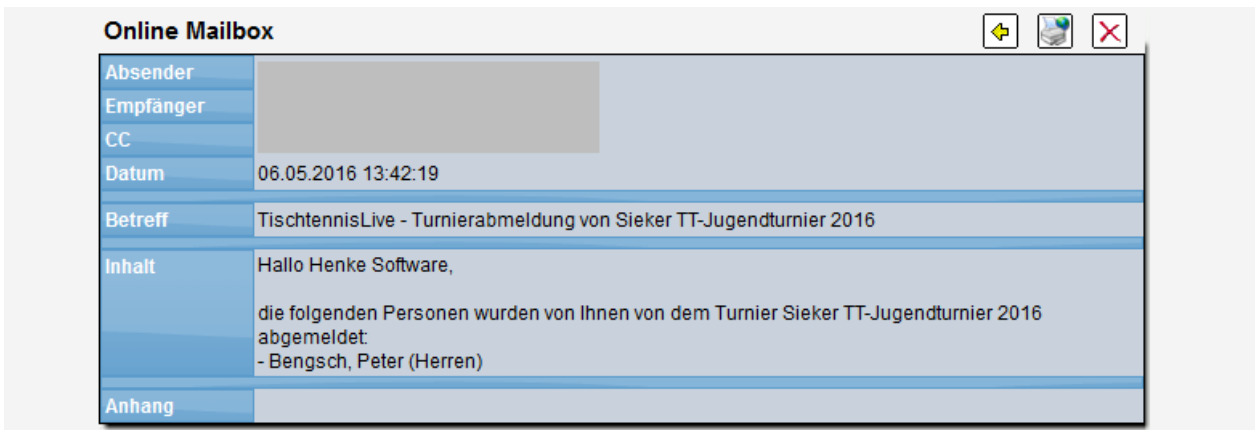 Online Mailbox
Absender
Empfänger
CC
Datum 06.05.2016 13:42:19
Betreff TischtennisLive - Turnierabmeldung von Sieker TT-Jugendturnier 2016
Inhalt Hallo Henke Software,
die folgenden Personen wurden von Ihnen von dem Turnier Sieker TT-Jugendturnier 2016
abgemeldet:
- Bengsch, Peter (Herren)
Anhang